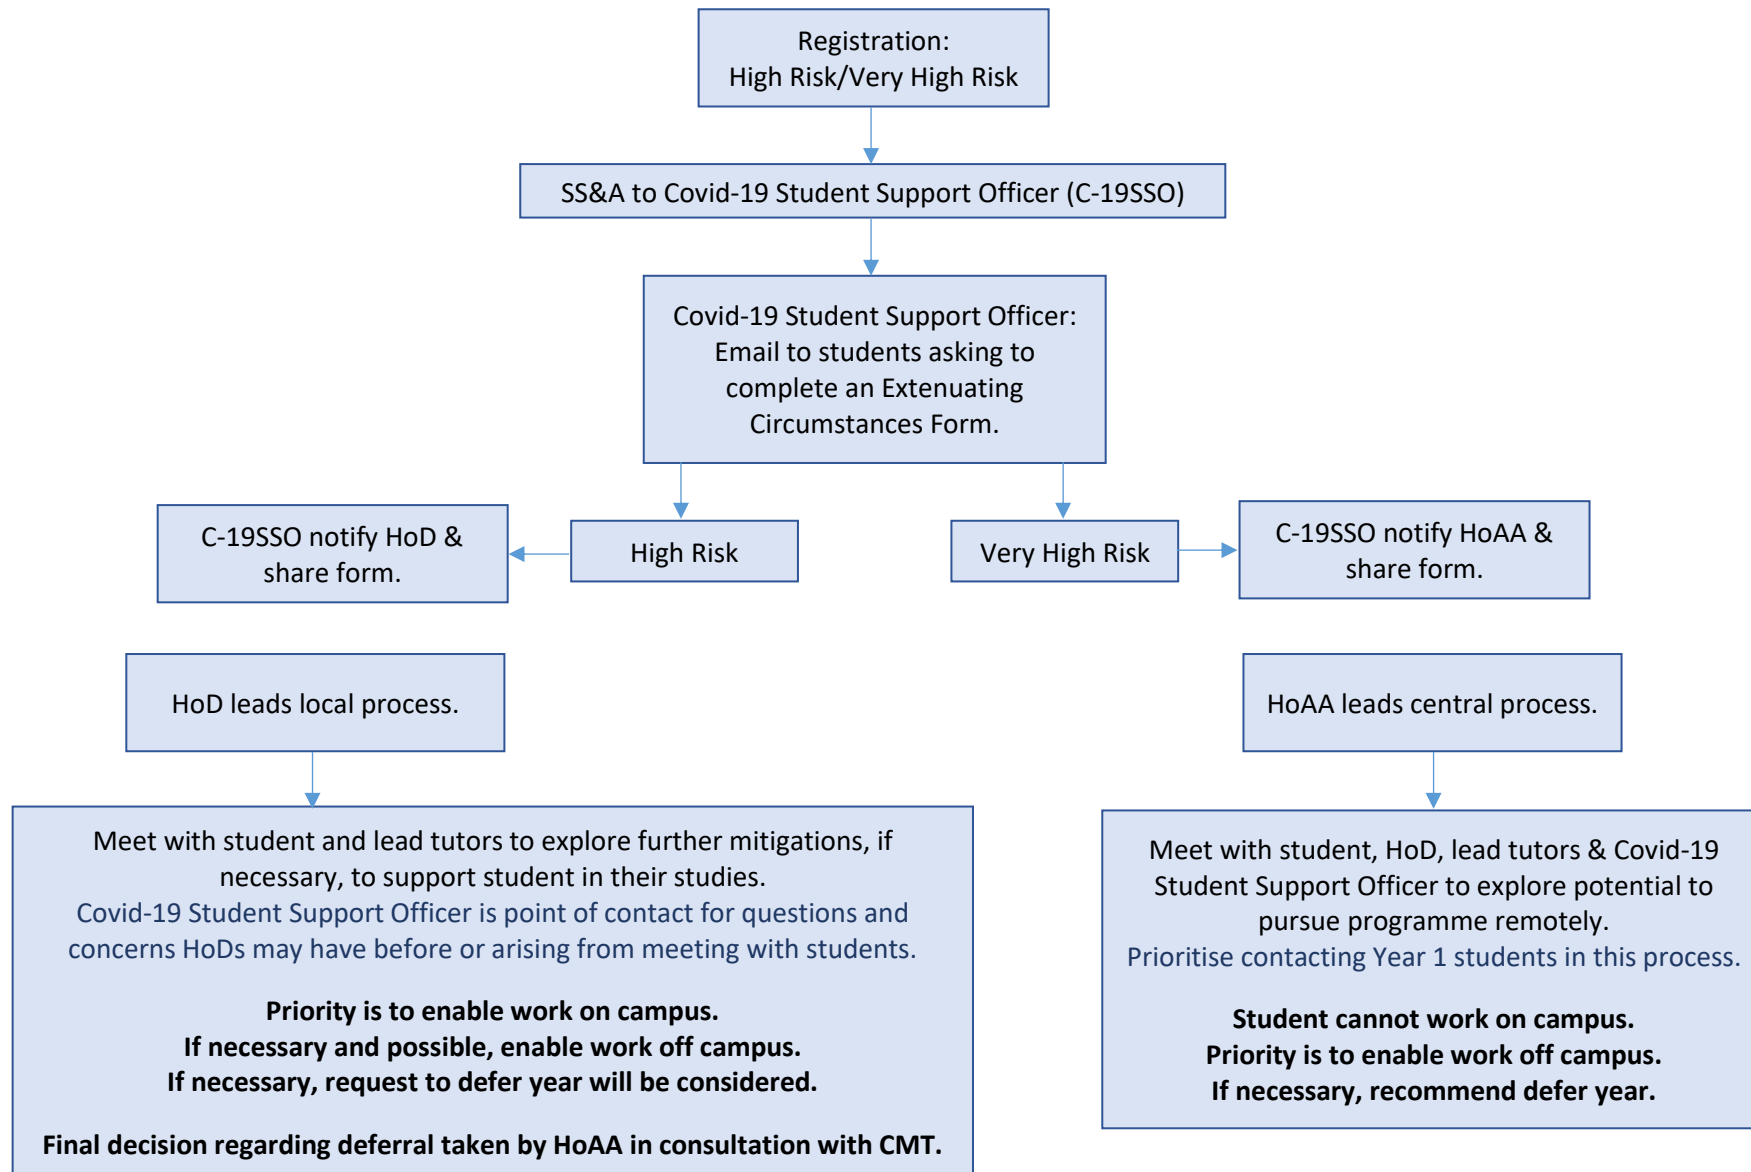 Registration:
High Risk/Very High Risk
SS&A to Covid-19 Student Support Officer (C-19SSO)
Covid-19 Student Support Officer:
Email to students asking to
complete an Extenuating
Circumstances Form.
C-19SSO notify HoD &
share form.
High Risk
Very High Risk
C-19SSO notify HoAA &
share form.
HoD leads local process.
HoAA leads central process.
Meet with student and lead tutors to explore further mitigations, if
necessary, to support student in their studies.
Covid-19 Student Support Officer is point of contact for questions and
concerns HoDs may have before or arising from meeting with students.
Priority is to enable work on campus.
If necessary and possible, enable work off campus.
If necessary, request to defer year will be considered.
Final decision regarding deferral taken by HoAA in consultation with CMT.
Meet with student, HoD, lead tutors & Covid-19
Student Support Officer to explore potential to
pursue programme remotely.
Prioritise contacting Year 1 students in this process.
Student cannot work on campus.
Priority is to enable work off campus.
If necessary, recommend defer year.